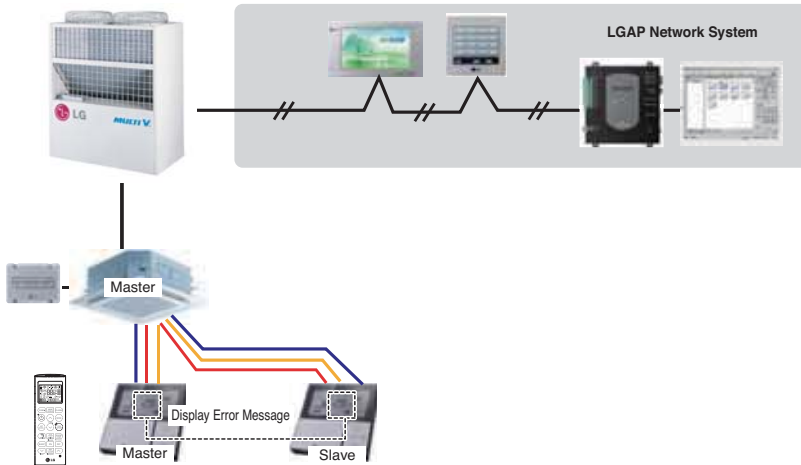 LGAP Network System
LG
MULTI V
Master
Display Error Message
Master
Slave